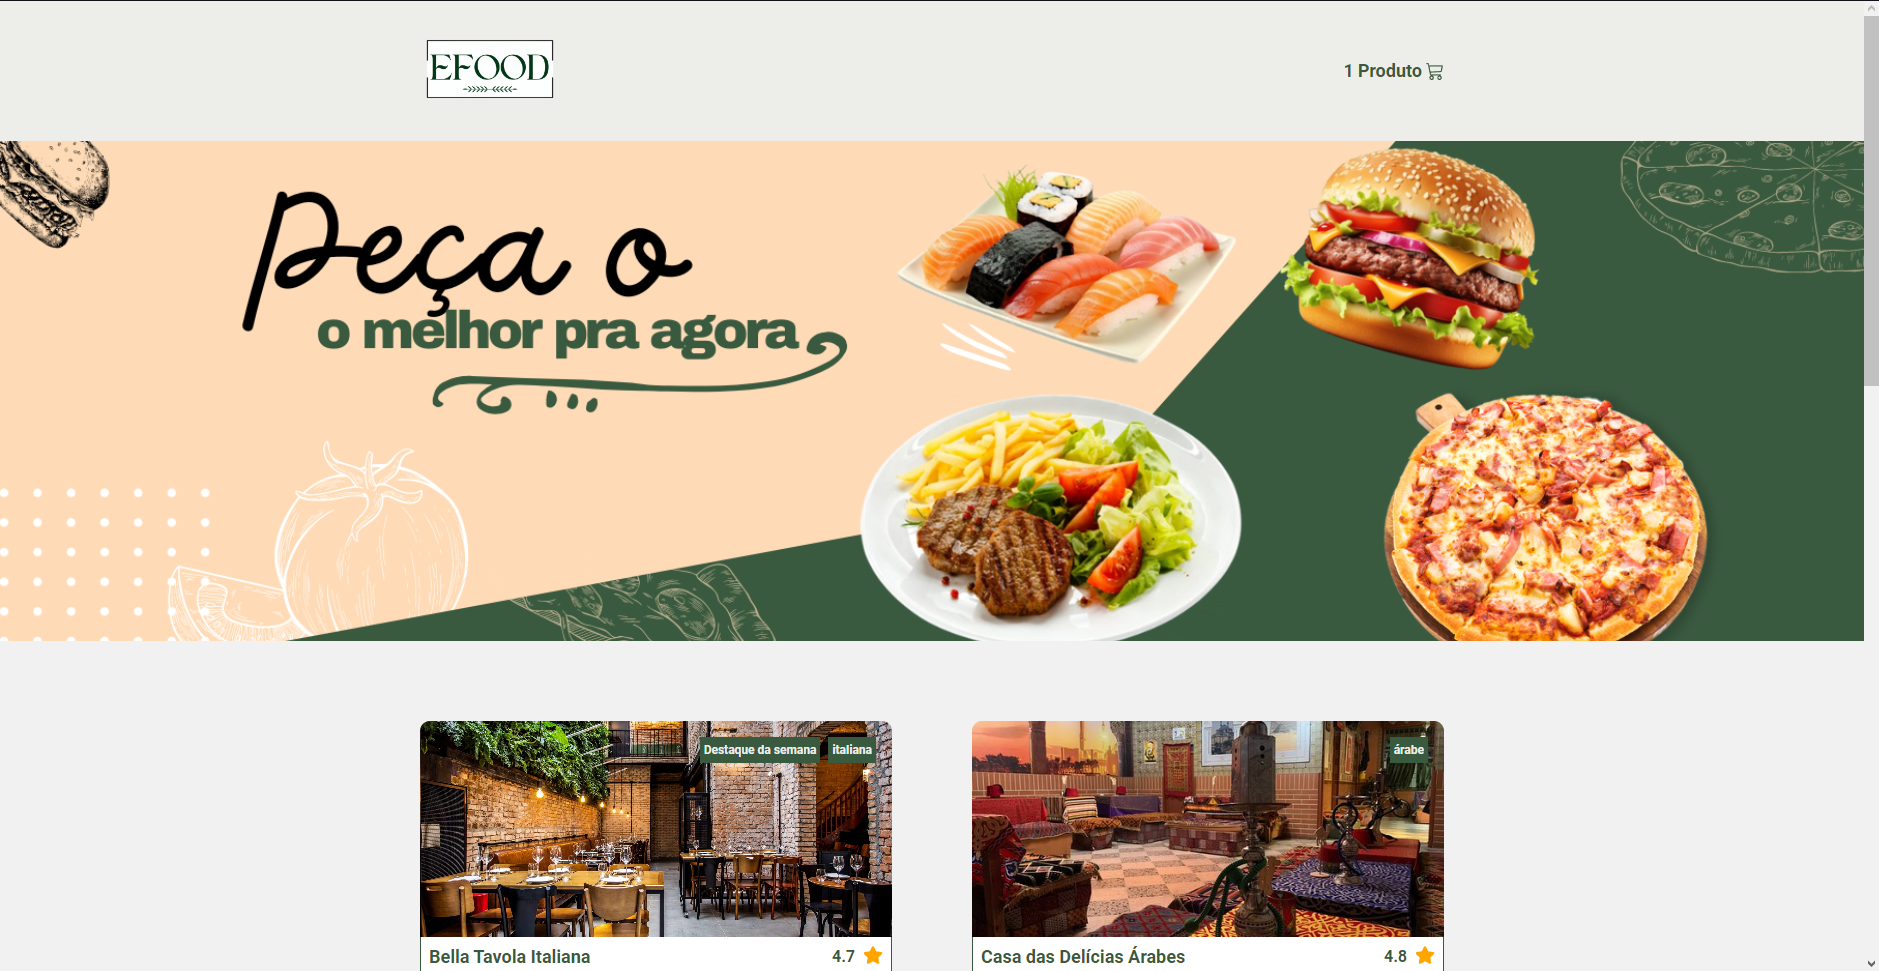 EFOOD
1 Produto
Peça o
o melhor pra agora
Destaque da semana
italiana
árabe
Bella Tavola Italiana
4.7
Casa das Delícias Árabes
4.8